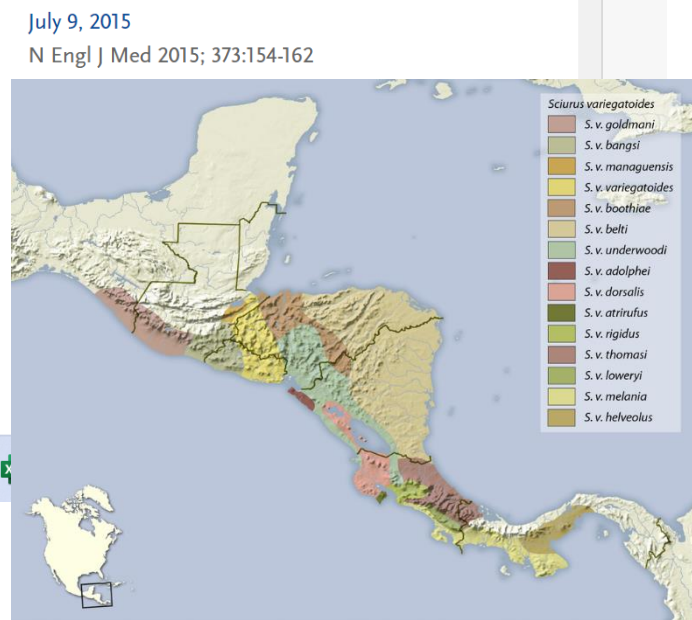 July 9, 2015
N Engl J Med 2015; 373:154-162
Sciurus variegatoides
S. v. goldmani
S. v. bangsi
S. v. managuensis
S. v. variegatoides
S. v. boothiae
S. v. belti
S. v. underwoodi
S. v. adolphei
S. v. dorsalis
S. v. atrirufus
S. v. rigidus
S. v. thomasi
S. v. loweryi
S. v. melania
S. v. helveolus